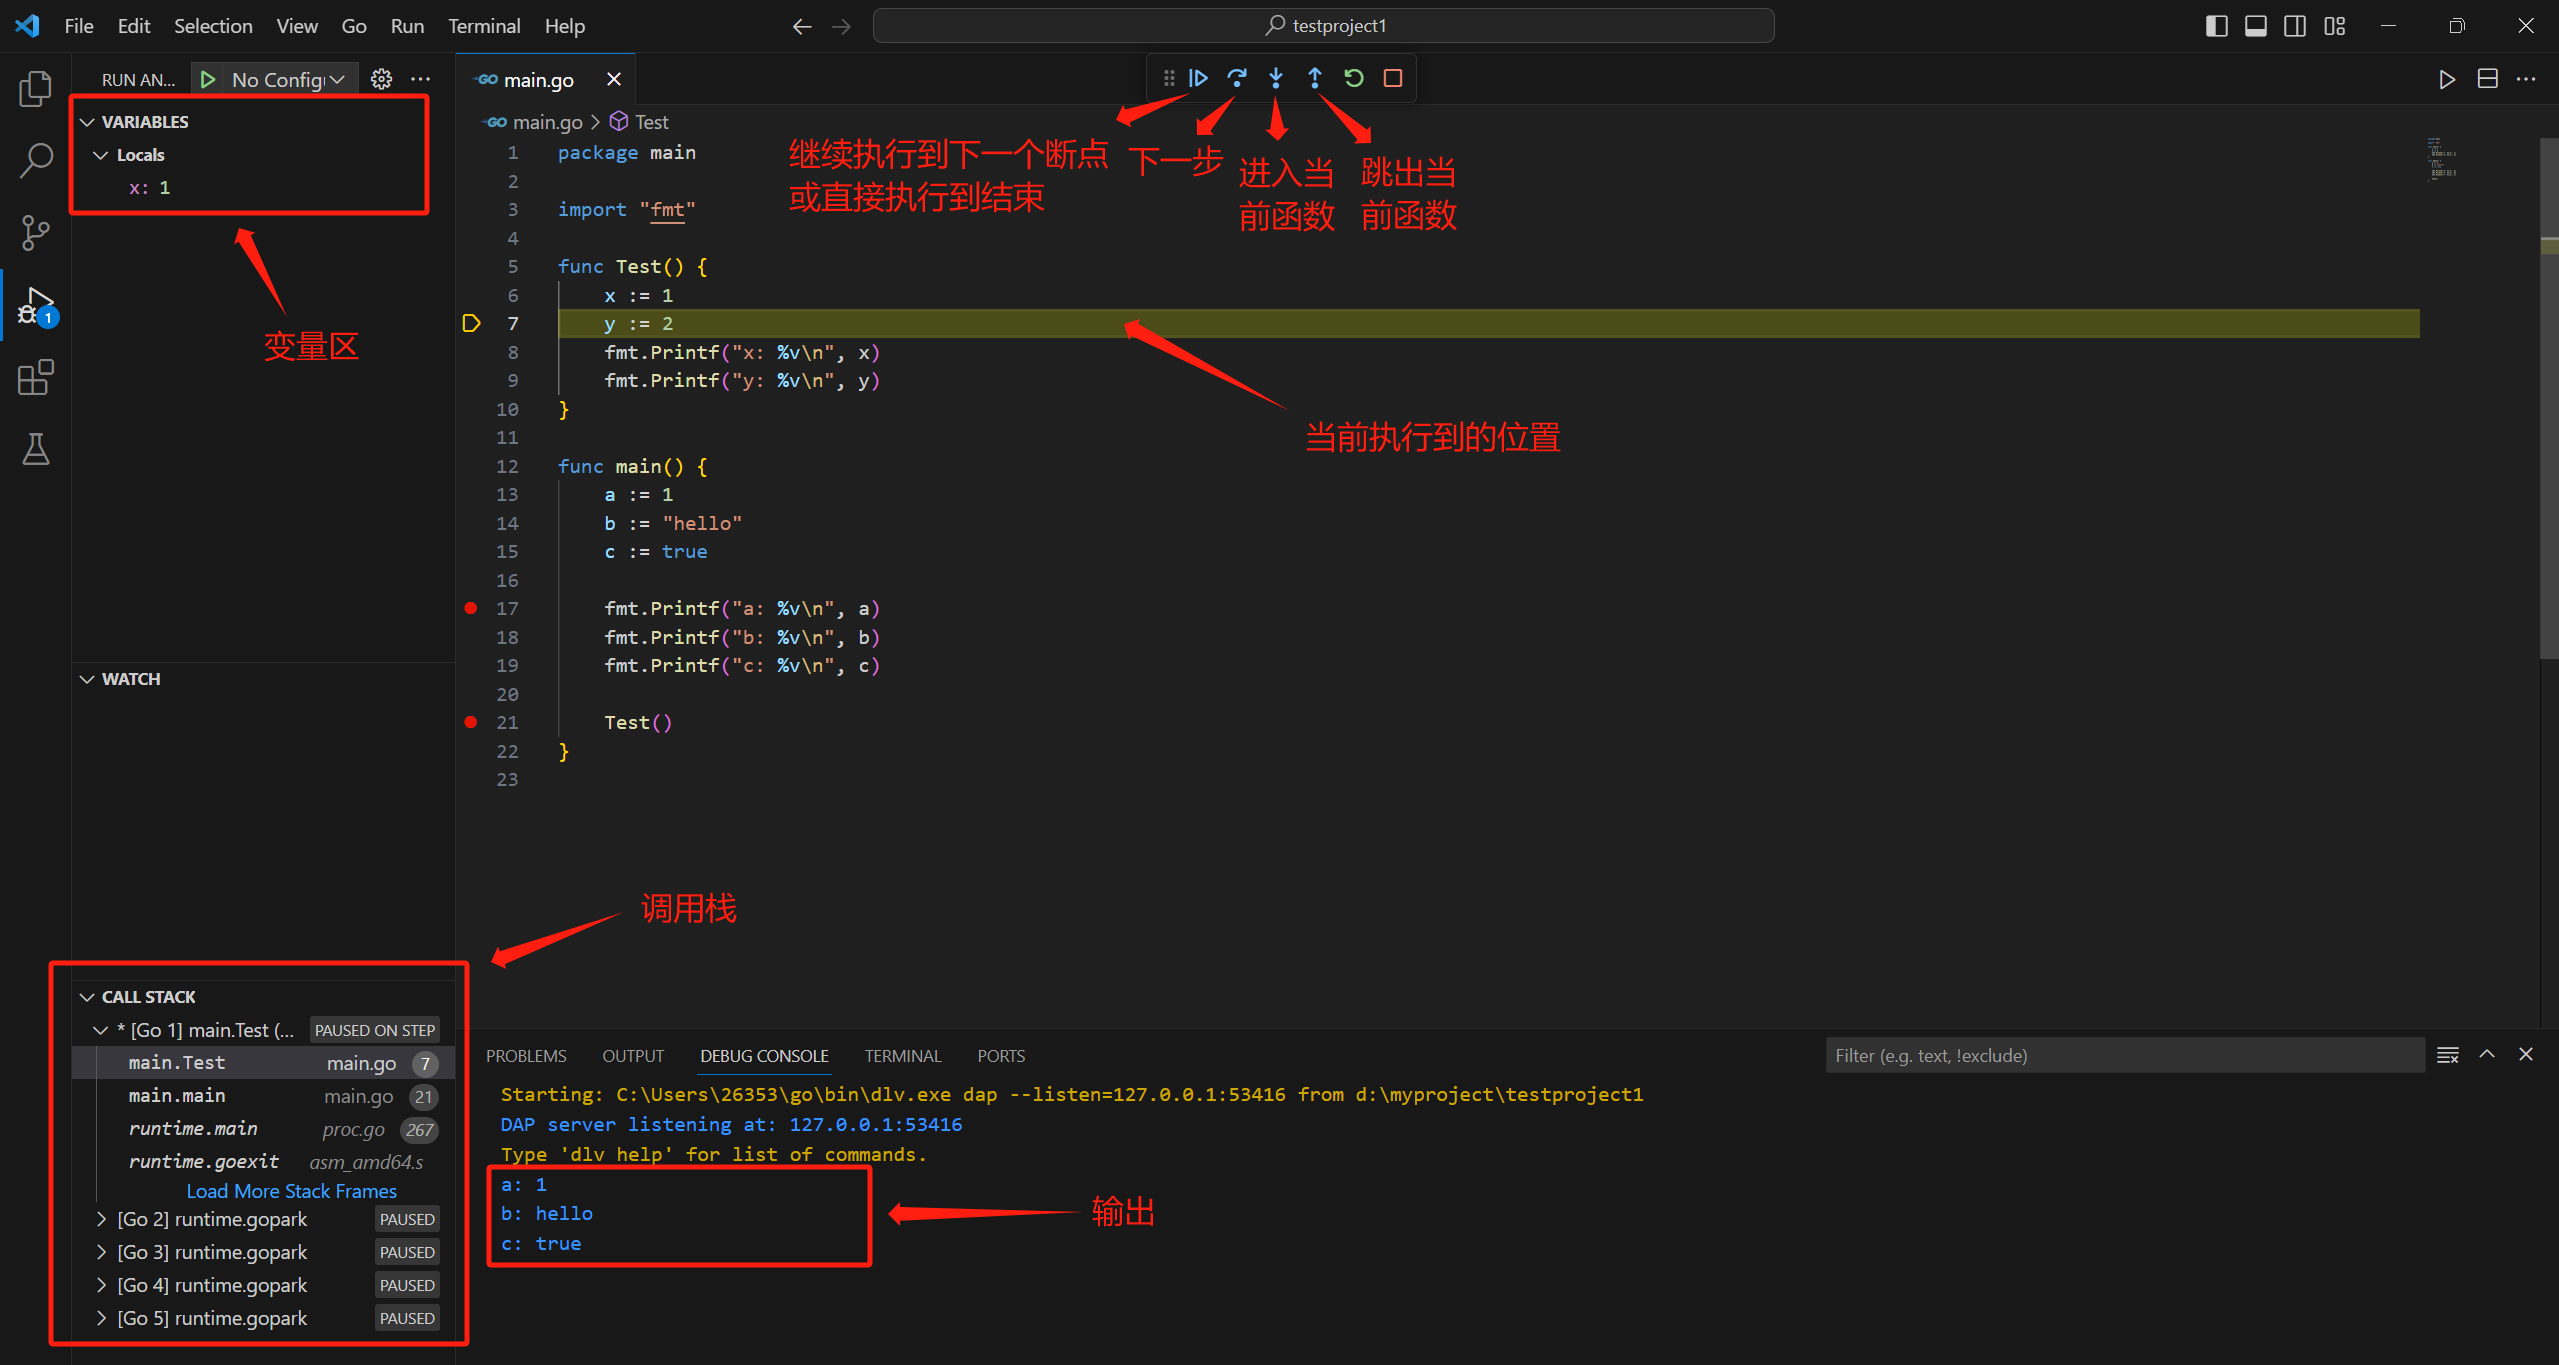 File Edit Selection View Go Run Terminal Help
testproject1
RUN AN... No Config
main.go
VARIABLES
Locals
x: 1
变量区
WATCH
调用栈
CALL STACK
* [Go 1] main.Test (... PAUSED ON STEP
main.Test main.go 7
main.main main.go 21
runtime.main proc.go 267
runtime.goexit asm_amd64.s
Load More Stack Frames
[Go 2] runtime.gopark PAUSED
[Go 3] runtime.gopark PAUSED
[Go 4] runtime.gopark PAUSED
[Go 5] runtime.gopark PAUSED
1
main.go > Test
继续执行到下一个断点
或直接执行到结束
下一步
进入当
前函数
跳出当
前函数
1 package main
2
3 import "fmt"
4
5 func Test() {
6 x := 1
7 y := 2
8 fmt.Printf("x: %v\n", x)
9 fmt.Printf("y: %v\n", y)
10 }
11
12 func main() {
13 a := 1
14 b := "hello"
15 c := true
16
17 fmt.Printf("a: %v\n", a)
18 fmt.Printf("b: %v\n", b)
19 fmt.Printf("c: %v\n", c)
20
21 Test()
22 }
23
当前执行到的位置
PROBLEMS OUTPUT DEBUG CONSOLE TERMINAL PORTS
Filter (e.g. text, !exclude)
Starting: C:\Users\26353\go\bin\dlv.exe dap --listen=127.0.0.1:53416 from d:\myproject\testproject1
DAP server listening at: 127.0.0.1:53416
Type 'dlv help' for list of commands.
a: 1
b: hello
c: true
输出